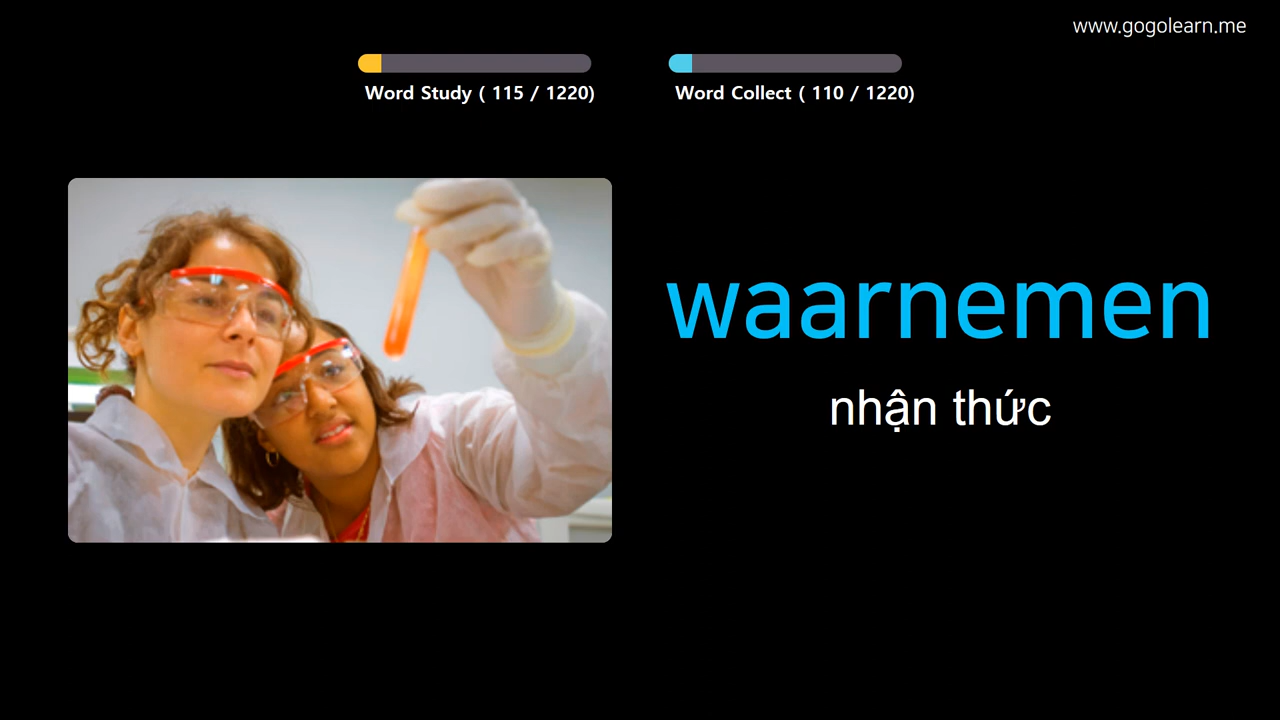 www.gogolearn.me
Word Study ( 115 / 1220)
Word Collect ( 110 / 1220)
waarnemen
nhận thức